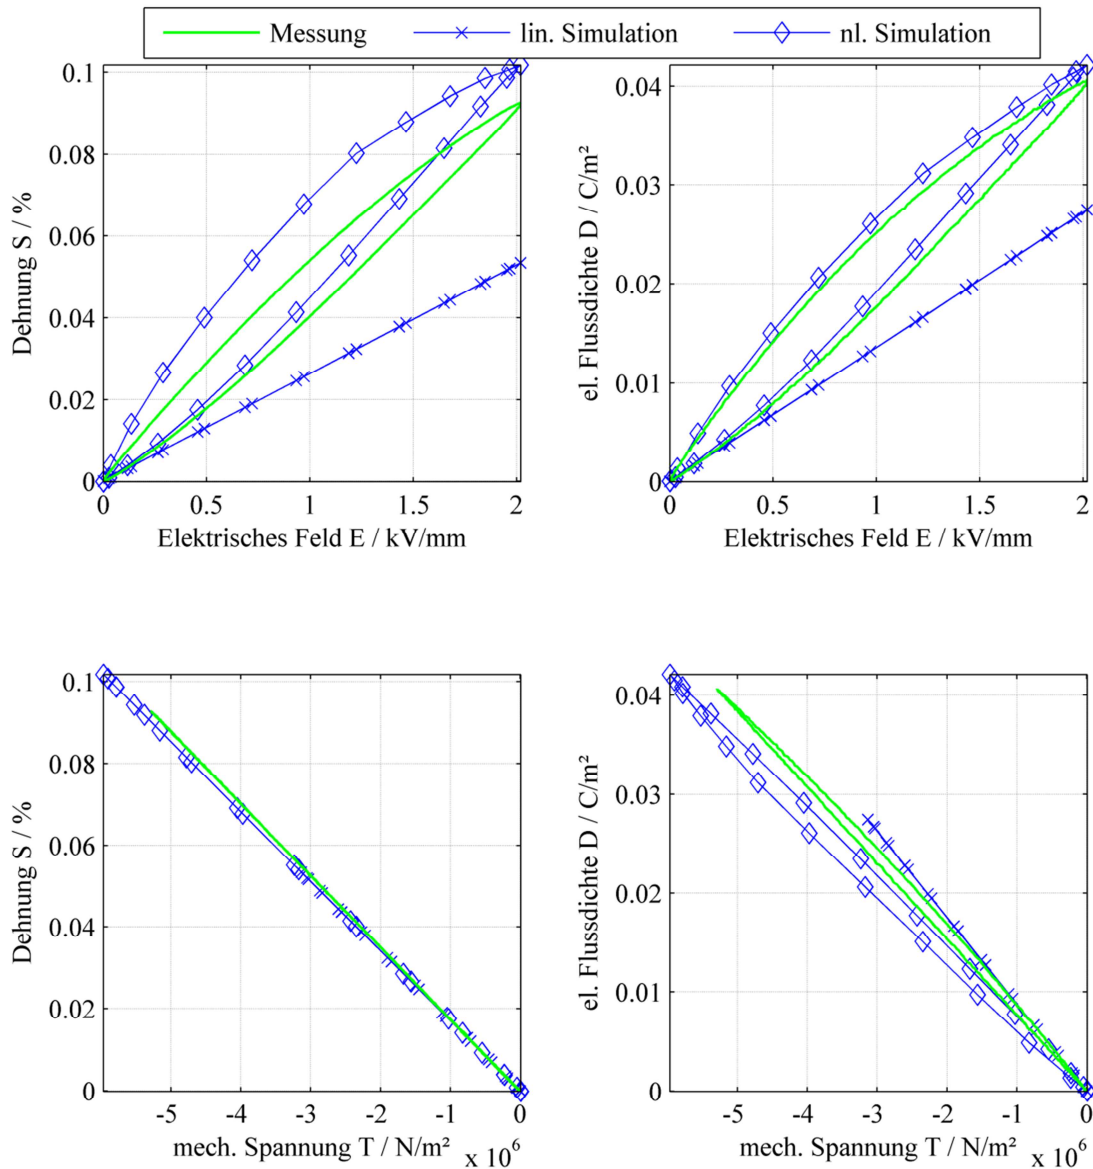 Messung lin. Simulation nl. Simulation
Dehnung S / %
0.1
0.08
0.06
0.04
0.02
0
0 0.5 1 1.5 2
Elektrisches Feld E / kV/mm
el. Flussdichte D / C/m²
0.04
0.03
0.02
0.01
0
0 0.5 1 1.5 2
Elektrisches Feld E / kV/mm
Dehnung S / %
0.1
0.08
0.06
0.04
0.02
0
-5 -4 -3 -2 -1 0
mech. Spannung T / N/m² x 10⁶
el. Flussdichte D / C/m²
0.04
0.03
0.02
0.01
0
-5 -4 -3 -2 -1 0
mech. Spannung T / N/m² x 10⁶